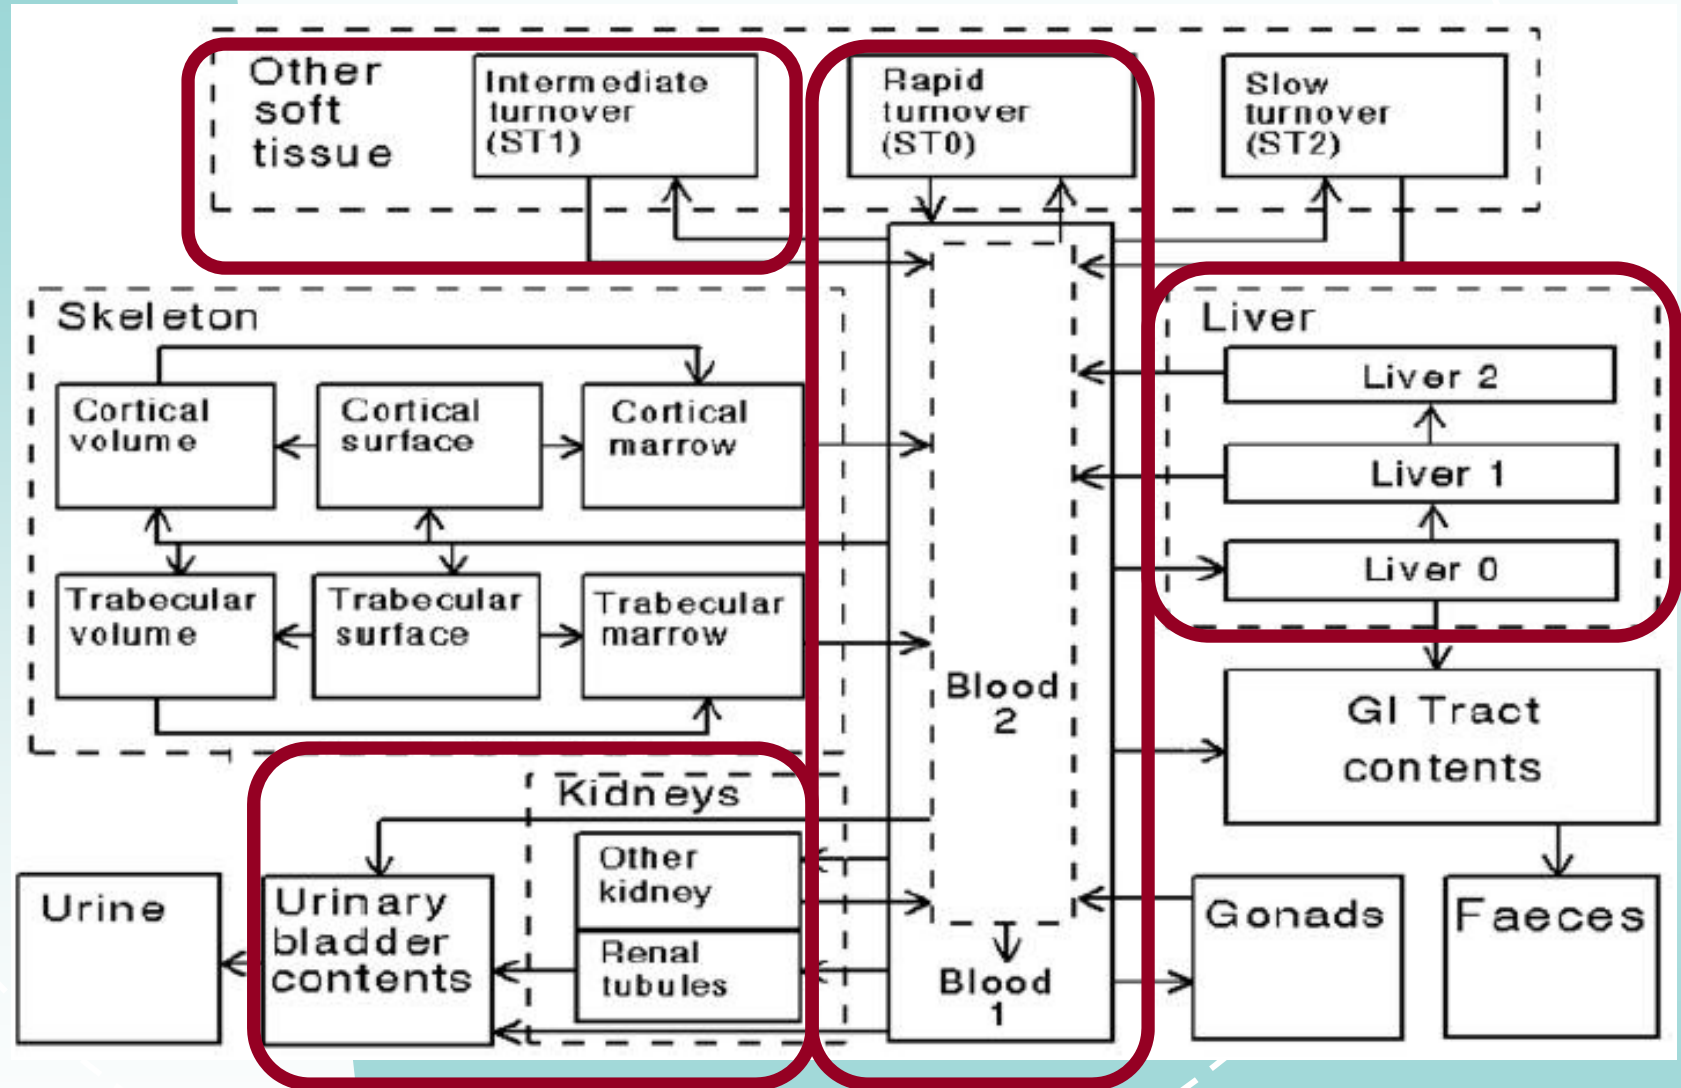 Other
soft
tissue
Intermediate
turnover
(ST1)
Rapid
turnover
(ST0)
Slow
turnover
(ST2)
Skeleton
Liver
Cortical
volume
Cortical
surface
Cortical
marrow
Liver 2
Liver 1
Liver 0
Trabecular
volume
Trabecular
surface
Trabecular
marrow
Blood
2
GI Tract
contents
Kidneys
Other
kidney
Renal
tubules
Urine
Urinary
bladder
contents
Blood
1
Gonads
Faeces